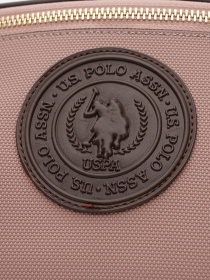 U.S. POLO ASSN. · U.S. POLO ASSN. · U.S. POLO ASSN. ·
USPA